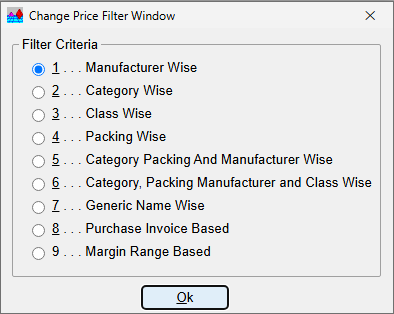 Change Price Filter Window
Filter Criteria
1 . . . Manufacturer Wise
2 . . . Category Wise
3 . . . Class Wise
4 . . . Packing Wise
5 . . . Category Packing And Manufacturer Wise
6 . . . Category, Packing Manufacturer and Class Wise
7 . . . Generic Name Wise
8 . . . Purchase Invoice Based
9 . . . Margin Range Based
Ok